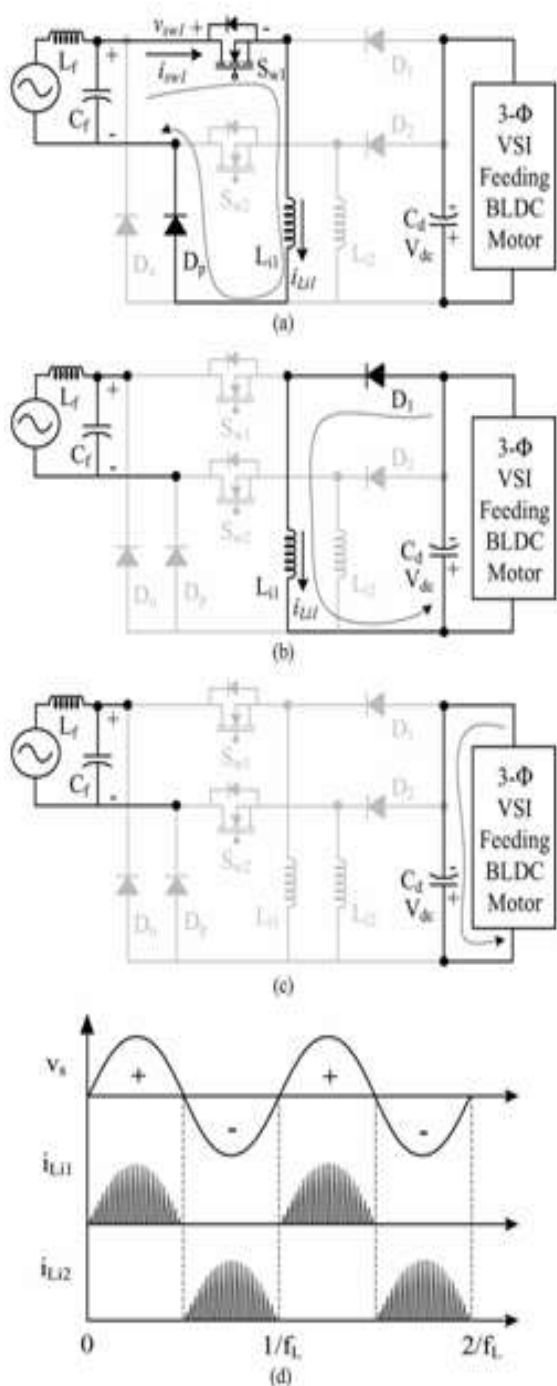 v_sw1 + -
L_f
i_sw1
S_w1
+
D_1
C_f
-
D_2
S_w2
3-Φ
VSI
Feeding
BLDC
Motor
C_d
V_dc
-
+
D_n
D_p
L_i1
i_Li1
L_i2
(a)
L_f
+
S_w1
D_1
C_f
-
D_2
S_w2
3-Φ
VSI
Feeding
BLDC
Motor
C_d
V_dc
-
+
D_n
D_p
L_i1
i_Li1
L_i2
(b)
L_f
+
S_w1
D_1
C_f
-
D_2
S_w2
3-Φ
VSI
Feeding
BLDC
Motor
C_d
V_dc
-
+
D_n
D_p
L_i1
L_i2
(c)
v_s
+
-
+
-
i_Li1
i_Li2
0
1/f_L
2/f_L
(d)